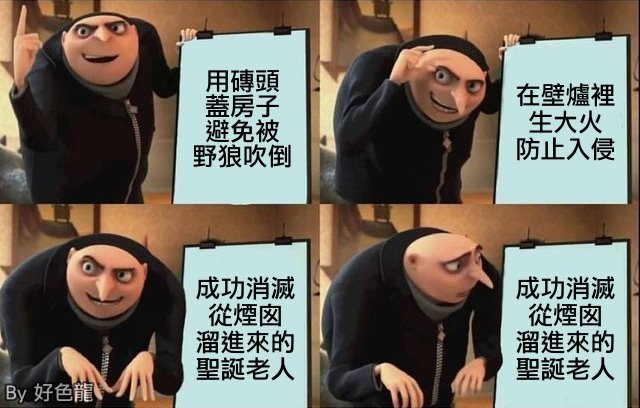 用磚頭
蓋房子
避免被
野狼吹倒
在壁爐裡
生大火
防止入侵
成功消滅
從煙囪
溜進來的
聖誕老人
成功消滅
從煙囪
溜進來的
聖誕老人
By 好色龍